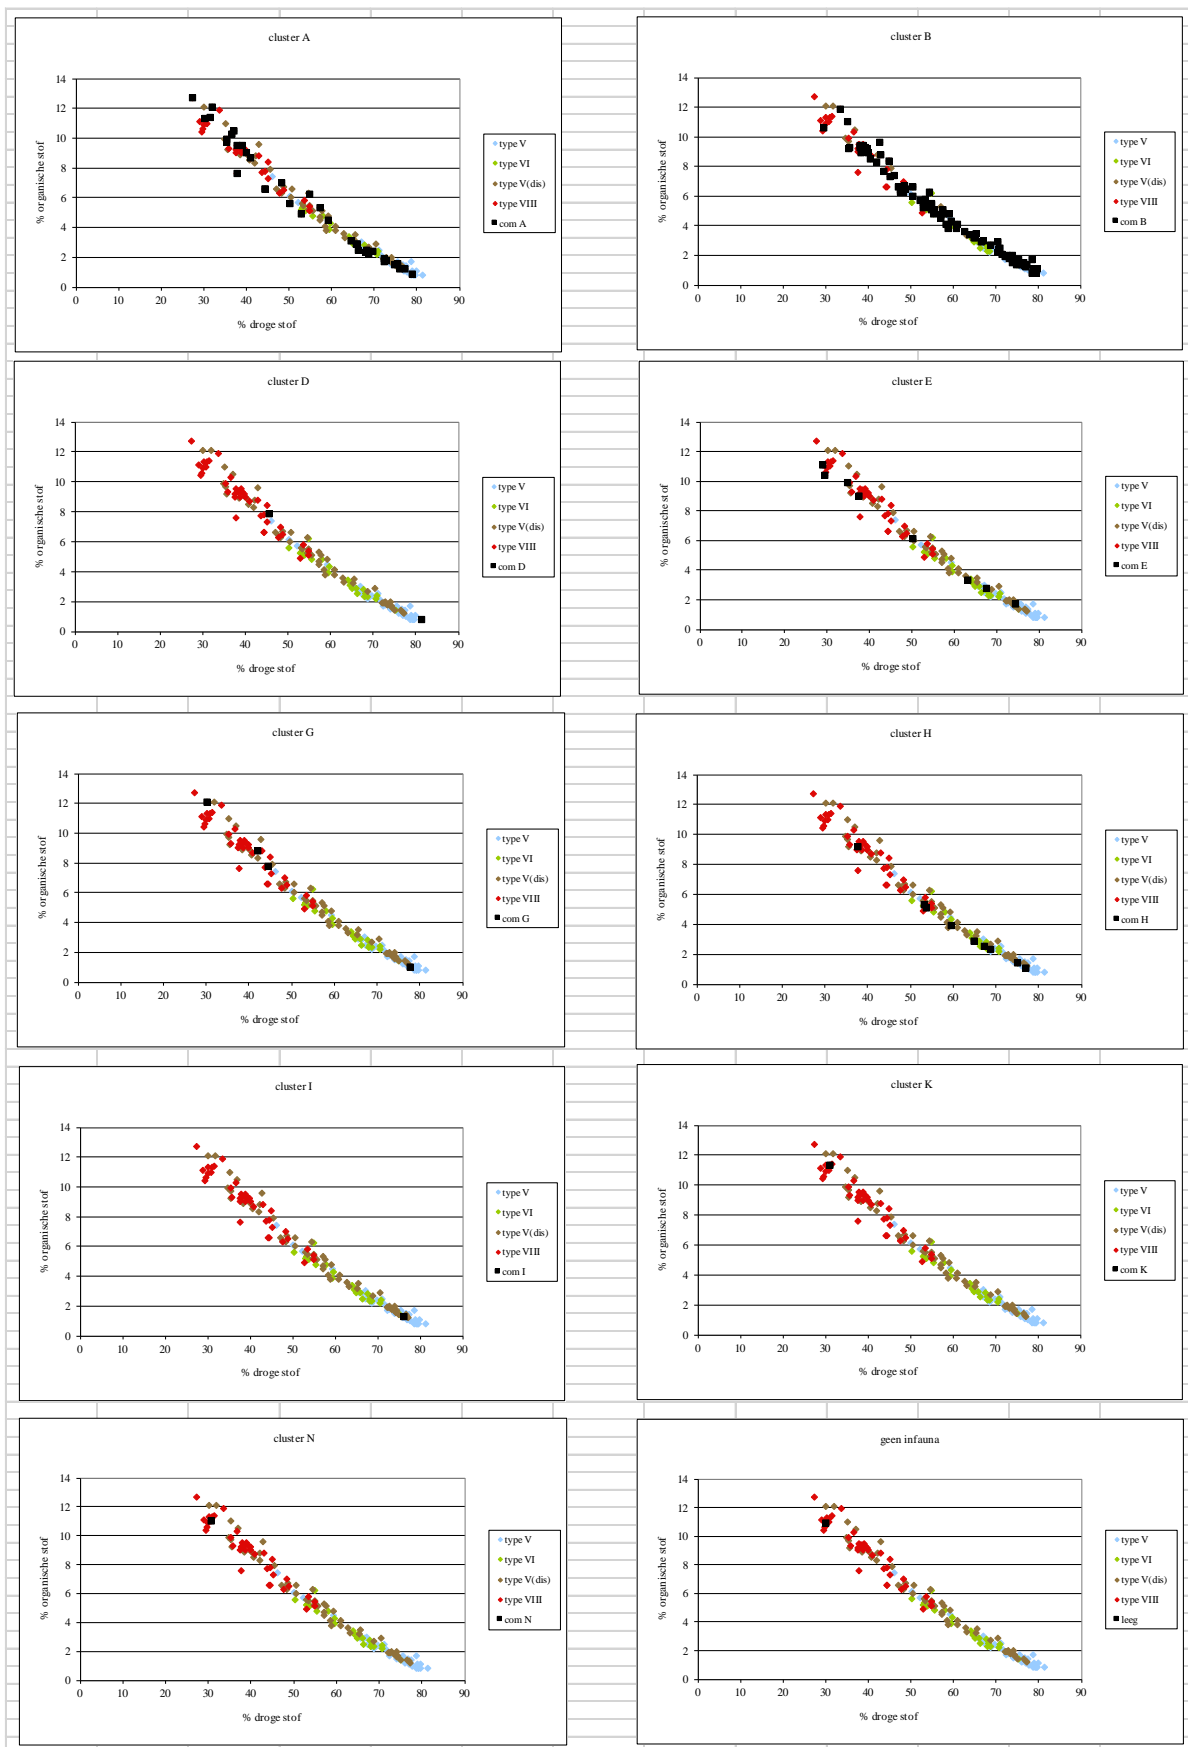 cluster A
% organische stof
14
12
10
8
6
4
2
0
0 10 20 30 40 50 60 70 80 90
% droge stof
type V
type VI
type V(dis)
type VIII
com A
cluster B
% organische stof
14
12
10
8
6
4
2
0
0 10 20 30 40 50 60 70 80 90
% droge stof
type V
type VI
type V(dis)
type VIII
com B
cluster D
% organische stof
14
12
10
8
6
4
2
0
0 10 20 30 40 50 60 70 80 90
% droge stof
type V
type VI
type V(dis)
type VIII
com D
cluster E
% organische stof
14
12
10
8
6
4
2
0
0 10 20 30 40 50 60 70 80 90
% droge stof
type V
type VI
type V(dis)
type VIII
com E
cluster G
% organische stof
14
12
10
8
6
4
2
0
0 10 20 30 40 50 60 70 80 90
% droge stof
type V
type VI
type V(dis)
type VIII
com G
cluster H
% organische stof
14
12
10
8
6
4
2
0
0 10 20 30 40 50 60 70 80 90
% droge stof
type V
type VI
type V(dis)
type VIII
com H
cluster I
% organische stof
14
12
10
8
6
4
2
0
0 10 20 30 40 50 60 70 80 90
% droge stof
type V
type VI
type V(dis)
type VIII
com I
cluster K
% organische stof
14
12
10
8
6
4
2
0
0 10 20 30 40 50 60 70 80 90
% droge stof
type V
type VI
type V(dis)
type VIII
com K
cluster N
% organische stof
14
12
10
8
6
4
2
0
0 10 20 30 40 50 60 70 80 90
% droge stof
type V
type VI
type V(dis)
type VIII
com N
geen infauna
% organische stof
14
12
10
8
6
4
2
0
0 10 20 30 40 50 60 70 80 90
% droge stof
type V
type VI
type V(dis)
type VIII
leeg